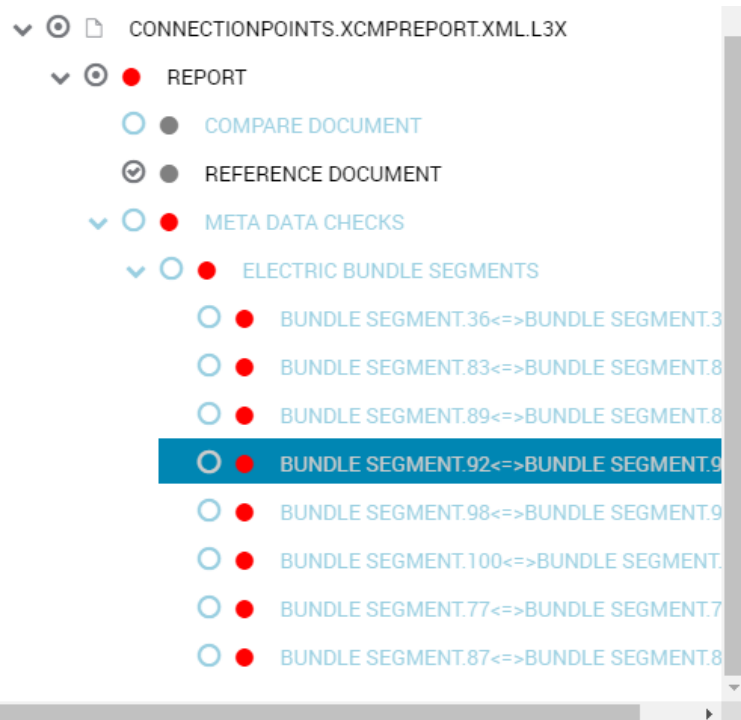 CONNECTIONPOINTS.XCMPREPORT.XML.L3X
REPORT
COMPARE DOCUMENT
REFERENCE DOCUMENT
META DATA CHECKS
ELECTRIC BUNDLE SEGMENTS
BUNDLE SEGMENT.36<=>BUNDLE SEGMENT.3
BUNDLE SEGMENT.83<=>BUNDLE SEGMENT.8
BUNDLE SEGMENT.89<=>BUNDLE SEGMENT.8
BUNDLE SEGMENT.92<=>BUNDLE SEGMENT.9
BUNDLE SEGMENT.98<=>BUNDLE SEGMENT.9
BUNDLE SEGMENT.100<=>BUNDLE SEGMENT.
BUNDLE SEGMENT.77<=>BUNDLE SEGMENT.7
BUNDLE SEGMENT.87<=>BUNDLE SEGMENT.8